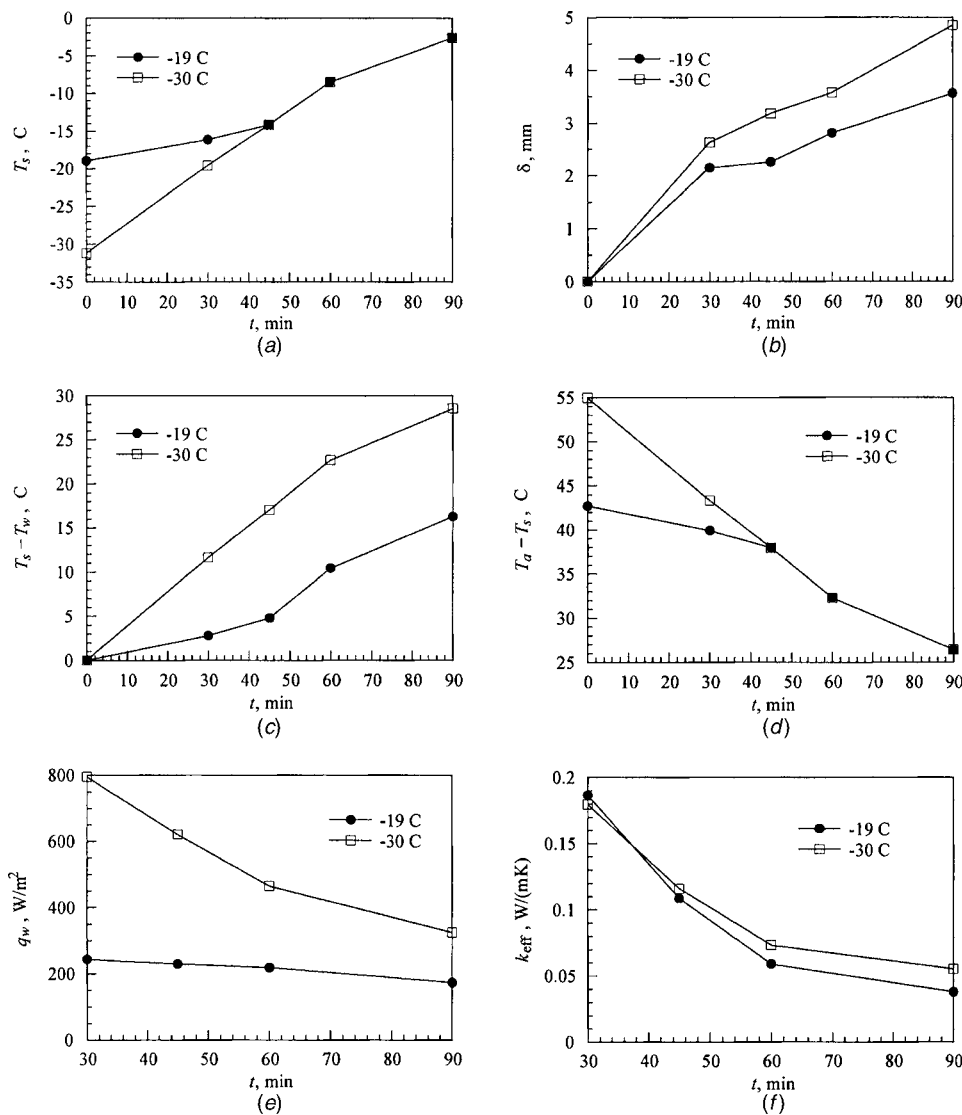 0
-5
-10
-15
-20
-25
-30
-35
T_s , C
-19 C
-30 C
0 10 20 30 40 50 60 70 80 90
t, min
(a)
5
4
3
2
1
0
δ, mm
-19 C
-30 C
0 10 20 30 40 50 60 70 80 90
t, min
(b)
30
25
20
15
10
5
0
T_s − T_w , C
-19 C
-30 C
0 10 20 30 40 50 60 70 80 90
t, min
(c)
55
50
45
40
35
30
25
T_a − T_s , C
-19 C
-30 C
0 10 20 30 40 50 60 70 80 90
t, min
(d)
800
600
400
200
0
q_w , W/m²
-19 C
-30 C
30 40 50 60 70 80 90
t, min
(e)
0.2
0.15
0.1
0.05
0
k_eff , W/(mK)
-19 C
-30 C
30 40 50 60 70 80 90
t, min
(f)